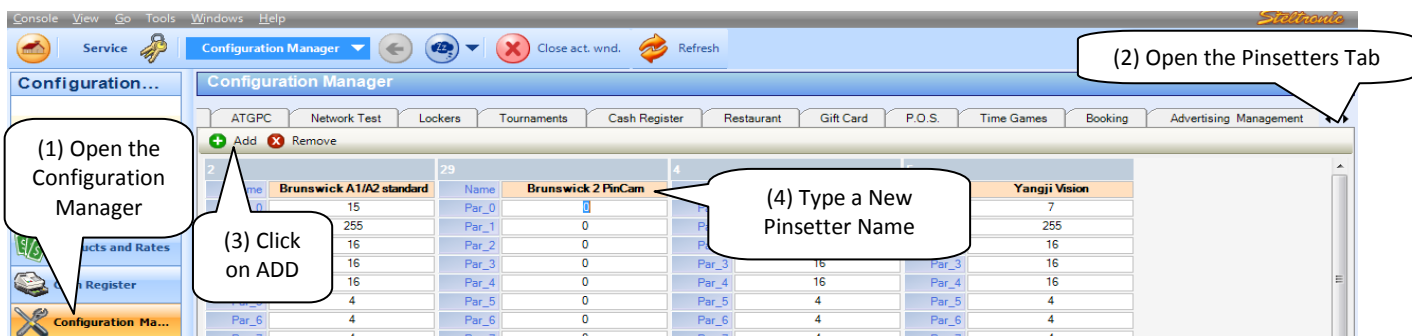 Console View Go Tools Windows Help
Steltronic
Service Configuration Manager Close act. wnd. Refresh
(2) Open the Pinsetters Tab
Configuration... Configuration Manager
ATGPC Network Test Lockers Tournaments Cash Register Restaurant Gift Card P.O.S. Time Games Booking Advertising Management
Add Remove
(1) Open the
Configuration
Manager
2 29 4
Brunswick A1/A2 standard Name Brunswick 2 PinCam Yangji Vision
(4) Type a New
Pinsetter Name
15 Par_0 0 7
255 Par_1 0 255
(3) Click
on ADD
16 Par_2 0 16
and Rates 16 Par_3 0 Par_3 16 Par_3 16
Register 16 Par_4 0 Par_4 16 Par_4 16
4 Par_5 0 Par_5 4 Par_5 4
Configuration Ma... Par_6 4 Par_6 0 Par_6 4 Par_6 4